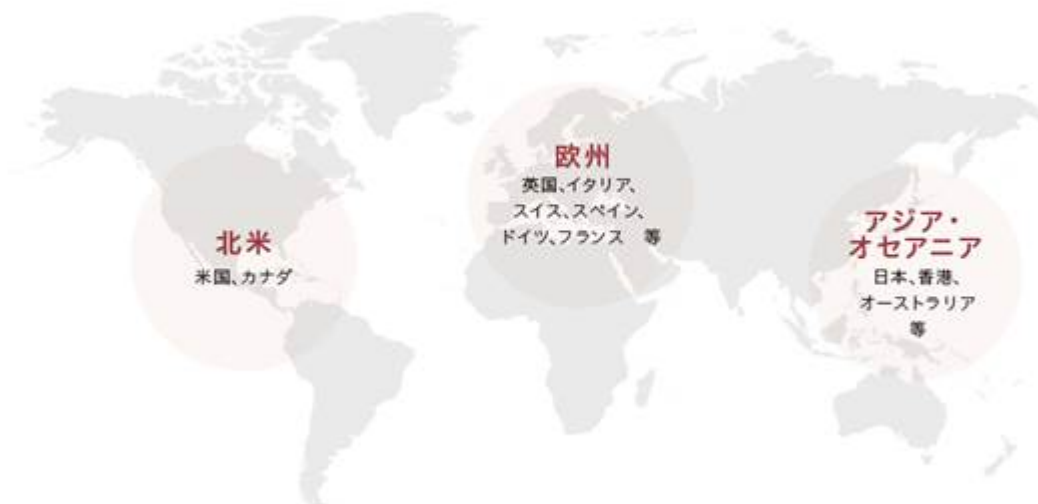 北米
米国、カナダ
欧州
英国、イタリア、
スイス、スペイン、
ドイツ、フランス　等
アジア・
オセアニア
日本、香港、
オーストラリア
等